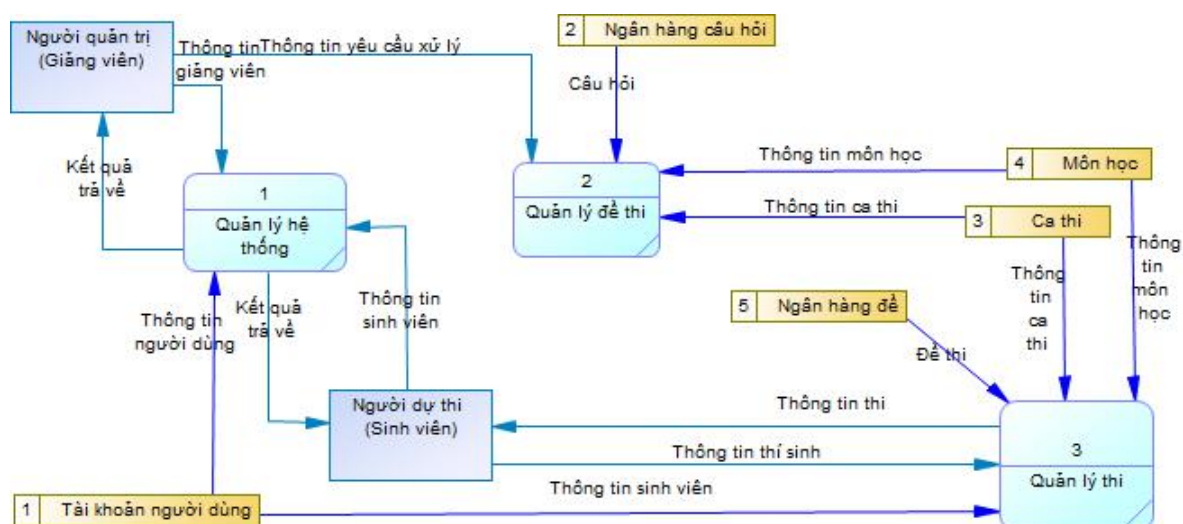 Người quản trị
(Giảng viên)
Thông tin
giảng viên
Thông tin yêu cầu xử lý
2 Ngân hàng câu hỏi
Câu hỏi
Kết quả
trả về
1
Quản lý hệ
thống
2
Quản lý đề thi
Thông tin môn học
4 Môn học
Thông tin ca thi
3 Ca thi
Thông
tin
môn
học
Thông
tin
ca
thi
Thông tin
người dùng
Kết quả
trả về
Thông tin
sinh viên
5 Ngân hàng đề
Đề thi
Người dự thi
(Sinh viên)
Thông tin thi
Thông tin thí sinh
3
Quản lý thi
Thông tin sinh viên
1 Tài khoản người dùng